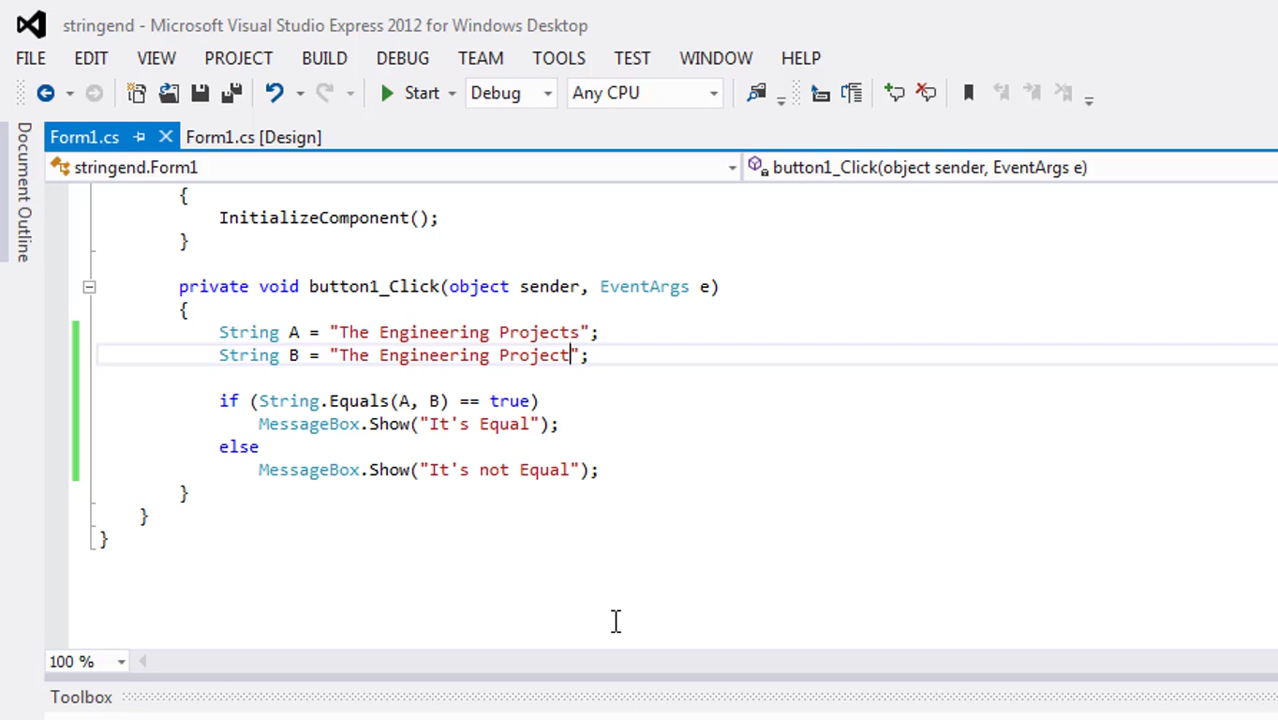 stringend - Microsoft Visual Studio Express 2012 for Windows Desktop
FILE EDIT VIEW PROJECT BUILD DEBUG TEAM TOOLS TEST WINDOW HELP
Start Debug Any CPU
Document Outline
Form1.cs Form1.cs [Design]
stringend.Form1 button1_Click(object sender, EventArgs e)
{
InitializeComponent();
}
private void button1_Click(object sender, EventArgs e)
{
String A = "The Engineering Projects";
String B = "The Engineering Project";
if (String.Equals(A, B) == true)
MessageBox.Show("It's Equal");
else
MessageBox.Show("It's not Equal");
}
}
}
100 %
Toolbox